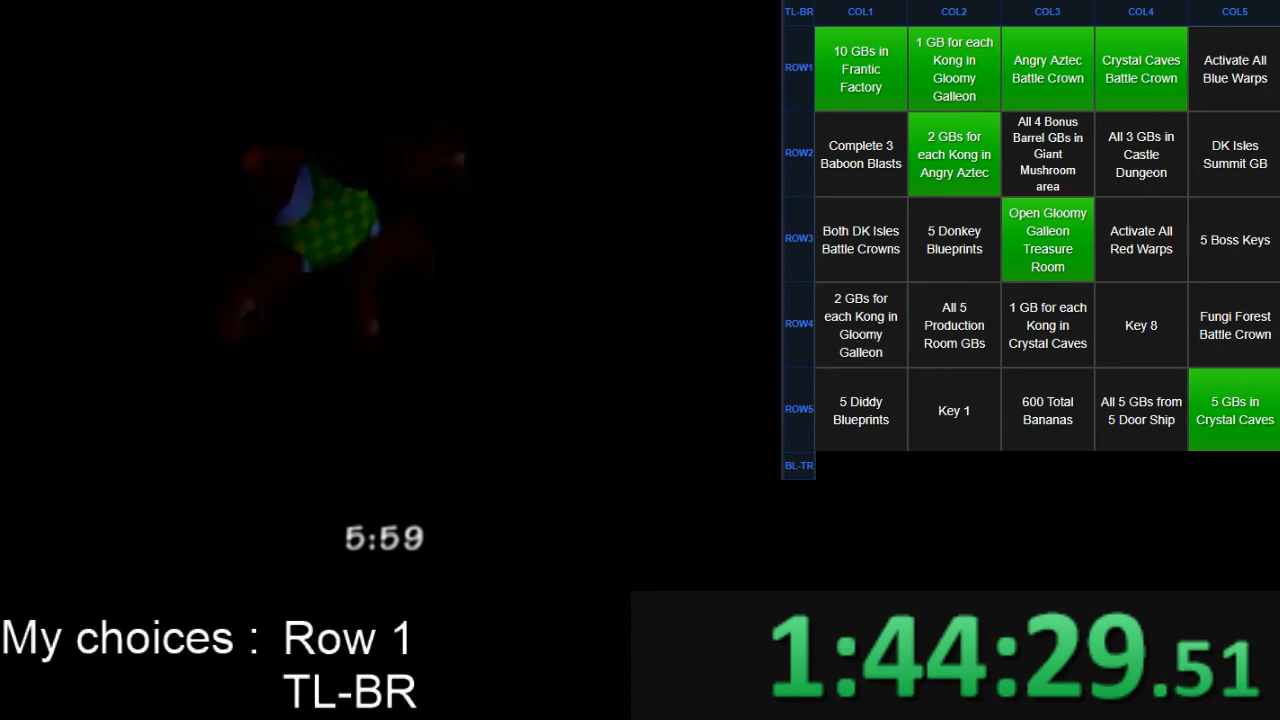 TL-BR COL1 COL2 COL3 COL4 COL5
ROW1
10 GBs in
Frantic
Factory
1 GB for each
Kong in
Gloomy
Galleon
Angry Aztec
Battle Crown
Crystal Caves
Battle Crown
Activate All
Blue Warps
ROW2
Complete 3
Baboon Blasts
2 GBs for
each Kong in
Angry Aztec
All 4 Bonus
Barrel GBs in
Giant
Mushroom
area
All 3 GBs in
Castle
Dungeon
DK Isles
Summit GB
ROW3
Both DK Isles
Battle Crowns
5 Donkey
Blueprints
Open Gloomy
Galleon
Treasure
Room
Activate All
Red Warps
5 Boss Keys
ROW4
2 GBs for
each Kong in
Gloomy
Galleon
All 5
Production
Room GBs
1 GB for each
Kong in
Crystal Caves
Key 8
Fungi Forest
Battle Crown
ROW5
5 Diddy
Blueprints
Key 1
600 Total
Bananas
All 5 GBs from
5 Door Ship
5 GBs in
Crystal Caves
BL-TR
5:59
My choices : Row 1
TL-BR
1:44:29.51